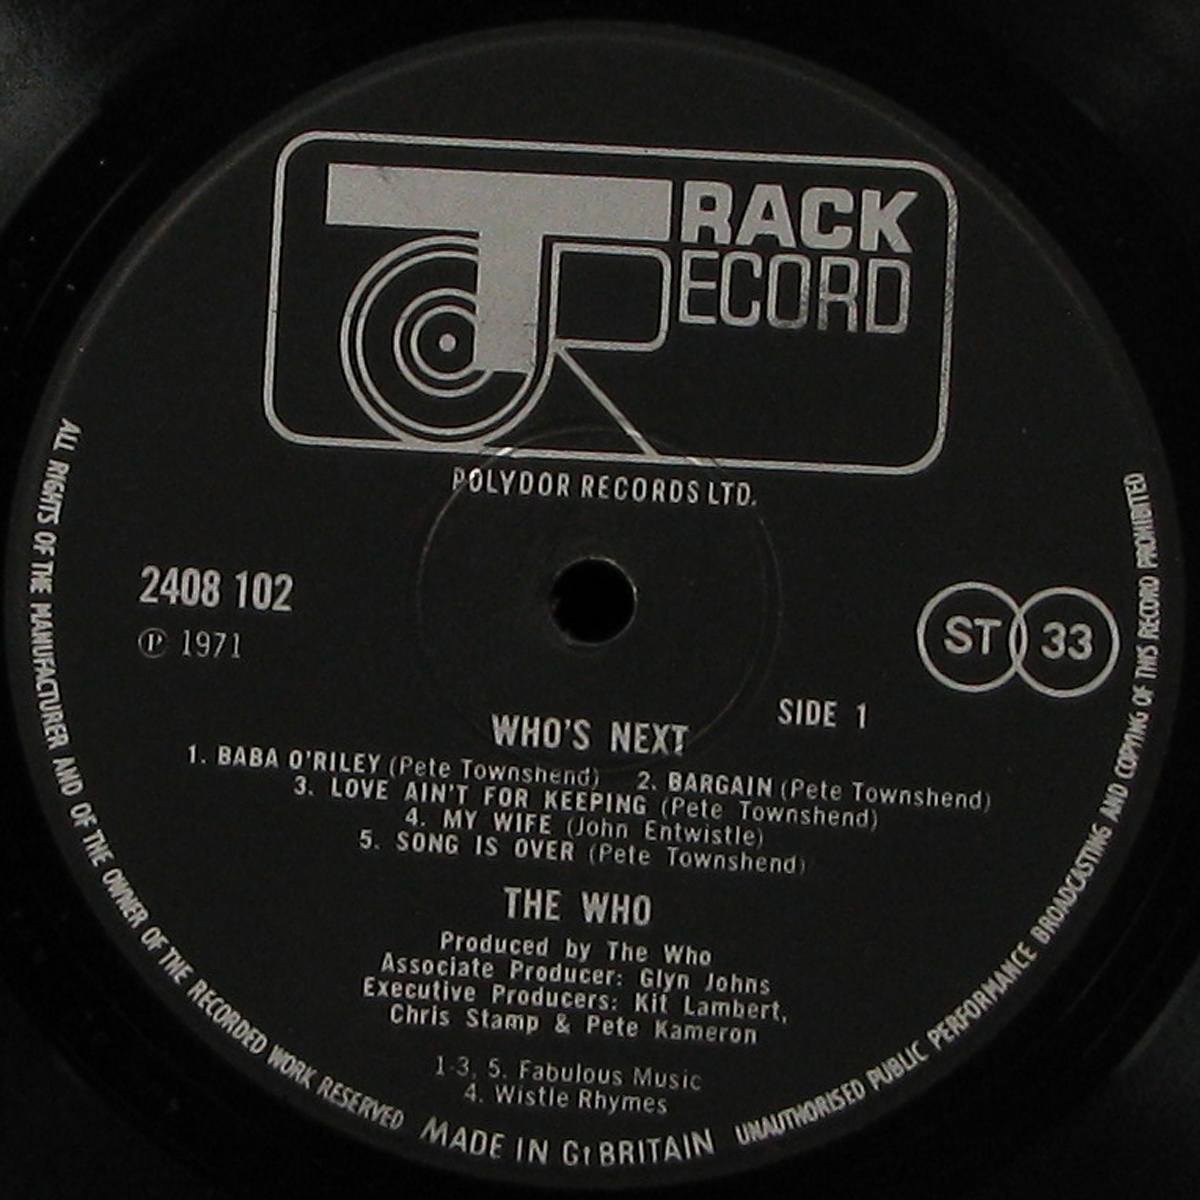 TRACK
RECORD
POLYDOR RECORDS LTD.
2408 102
℗ 1971
ST 33
SIDE 1
WHO'S NEXT
1. BABA O'RILEY (Pete Townshend) 2. BARGAIN (Pete Townshend)
3. LOVE AIN'T FOR KEEPING (Pete Townshend)
4. MY WIFE (John Entwistle)
5. SONG IS OVER (Pete Townshend)
THE WHO
Produced by The Who
Associate Producer: Glyn Johns
Executive Producers: Kit Lambert,
Chris Stamp & Pete Kameron
1-3, 5. Fabulous Music
4. Wistle Rhymes
ALL RIGHTS OF THE MANUFACTURER AND OF THE OWNER OF THE RECORDED WORK RESERVED
MADE IN Gt BRITAIN
UNAUTHORISED PUBLIC PERFORMANCE BROADCASTING AND COPYING OF THIS RECORD PROHIBITED